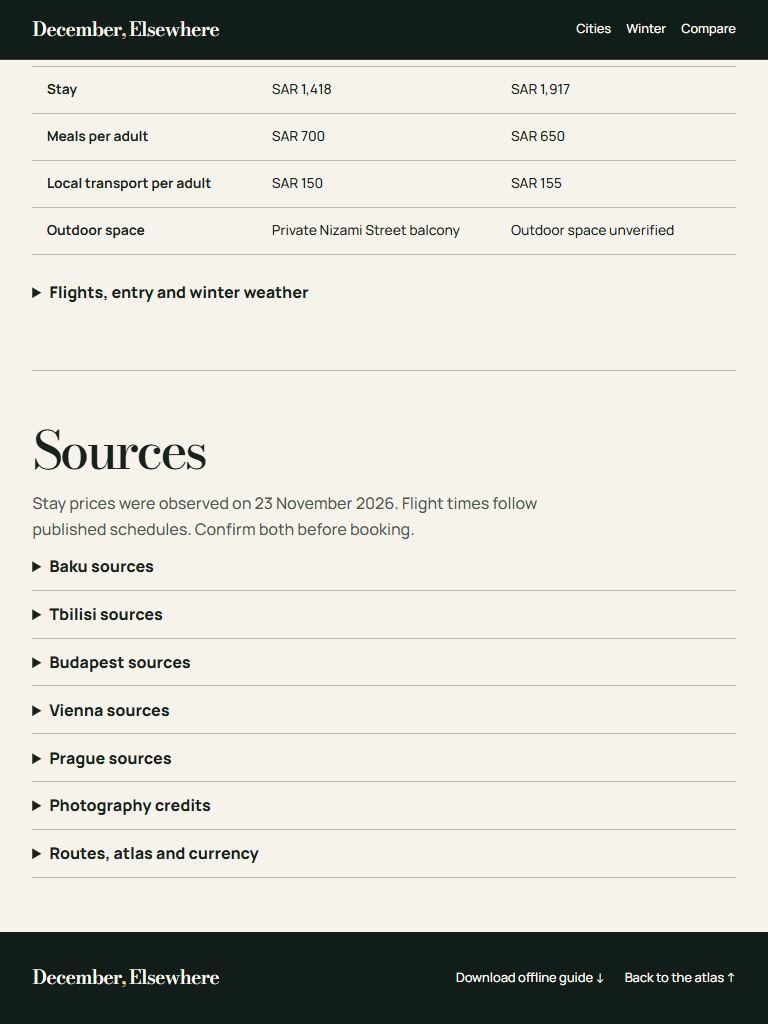 December, Elsewhere
Cities Winter Compare
Stay SAR 1,418 SAR 1,917
Meals per adult SAR 700 SAR 650
Local transport per adult SAR 150 SAR 155
Outdoor space Private Nizami Street balcony Outdoor space unverified
▶ Flights, entry and winter weather
Sources
Stay prices were observed on 23 November 2026. Flight times follow
published schedules. Confirm both before booking.
▶ Baku sources
▶ Tbilisi sources
▶ Budapest sources
▶ Vienna sources
▶ Prague sources
▶ Photography credits
▶ Routes, atlas and currency
December, Elsewhere
Download offline guide ↓ Back to the atlas ↑